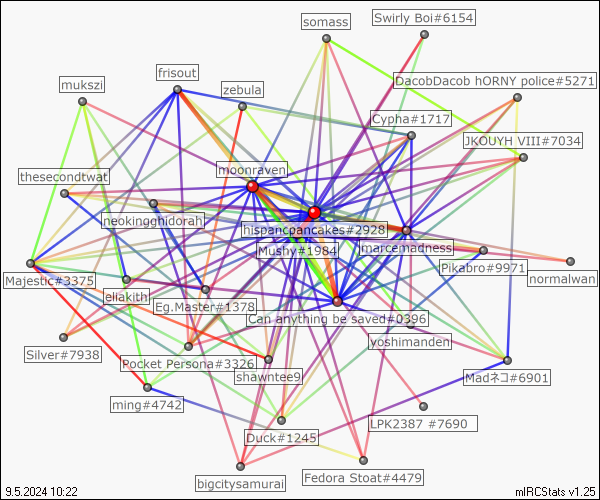 somass
Swirly Boi#6154
frisout
mukszi
zebula
DacobDacob hORNY police#5271
Cypha#1717
JKOUYH VIII#7034
moonraven
thesecondtwat
neokingghidorah
hispancpancakes#2928
marcemadness
Mushy#1984
Pikabro#9971
normalwan
Majestic#3375
eliakithl
Eg.Master#1378
Can anything be saved#0396
yoshimanden
Silver#7938
Pocket Persona#3326
shawntee9
Madネコ#6901
ming#4742
LPK2387 #7690
Duck#1245
bigcitysamurai
Fedora Stoat#4479
9.5.2024 10:22
mIRCStats v1.25